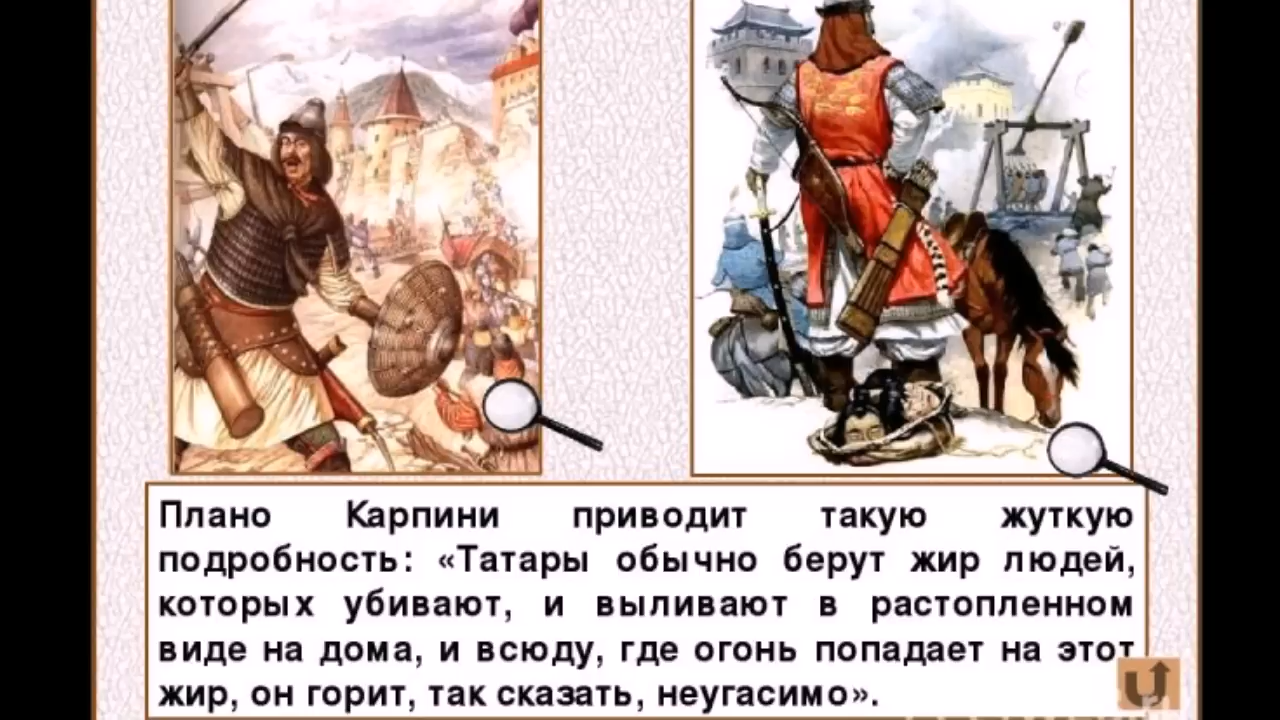 Плано Карпини приводит такую жуткую
подробность: «Татары обычно берут жир людей,
которых убивают, и выливают в растопленном
виде на дома, и всюду, где огонь попадает на этот
жир, он горит, так сказать, неугасимо».